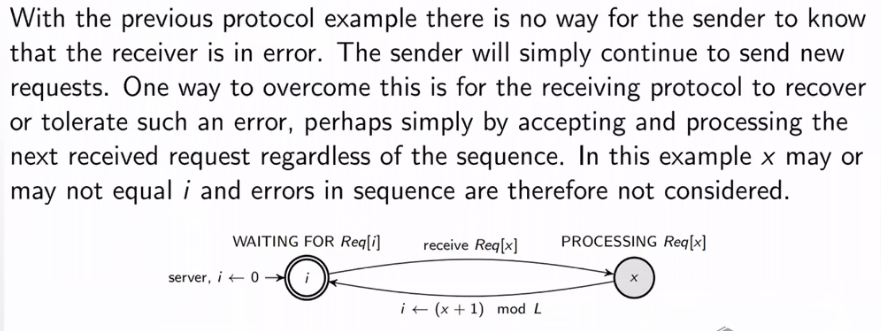 With the previous protocol example there is no way for the sender to know
that the receiver is in error. The sender will simply continue to send new
requests. One way to overcome this is for the receiving protocol to recover
or tolerate such an error, perhaps simply by accepting and processing the
next received request regardless of the sequence. In this example x may or
may not equal i and errors in sequence are therefore not considered.
WAITING FOR Req[i]
receive Req[x]
PROCESSING Req[x]
server, i ← 0
i
x
i ← (x + 1) mod L